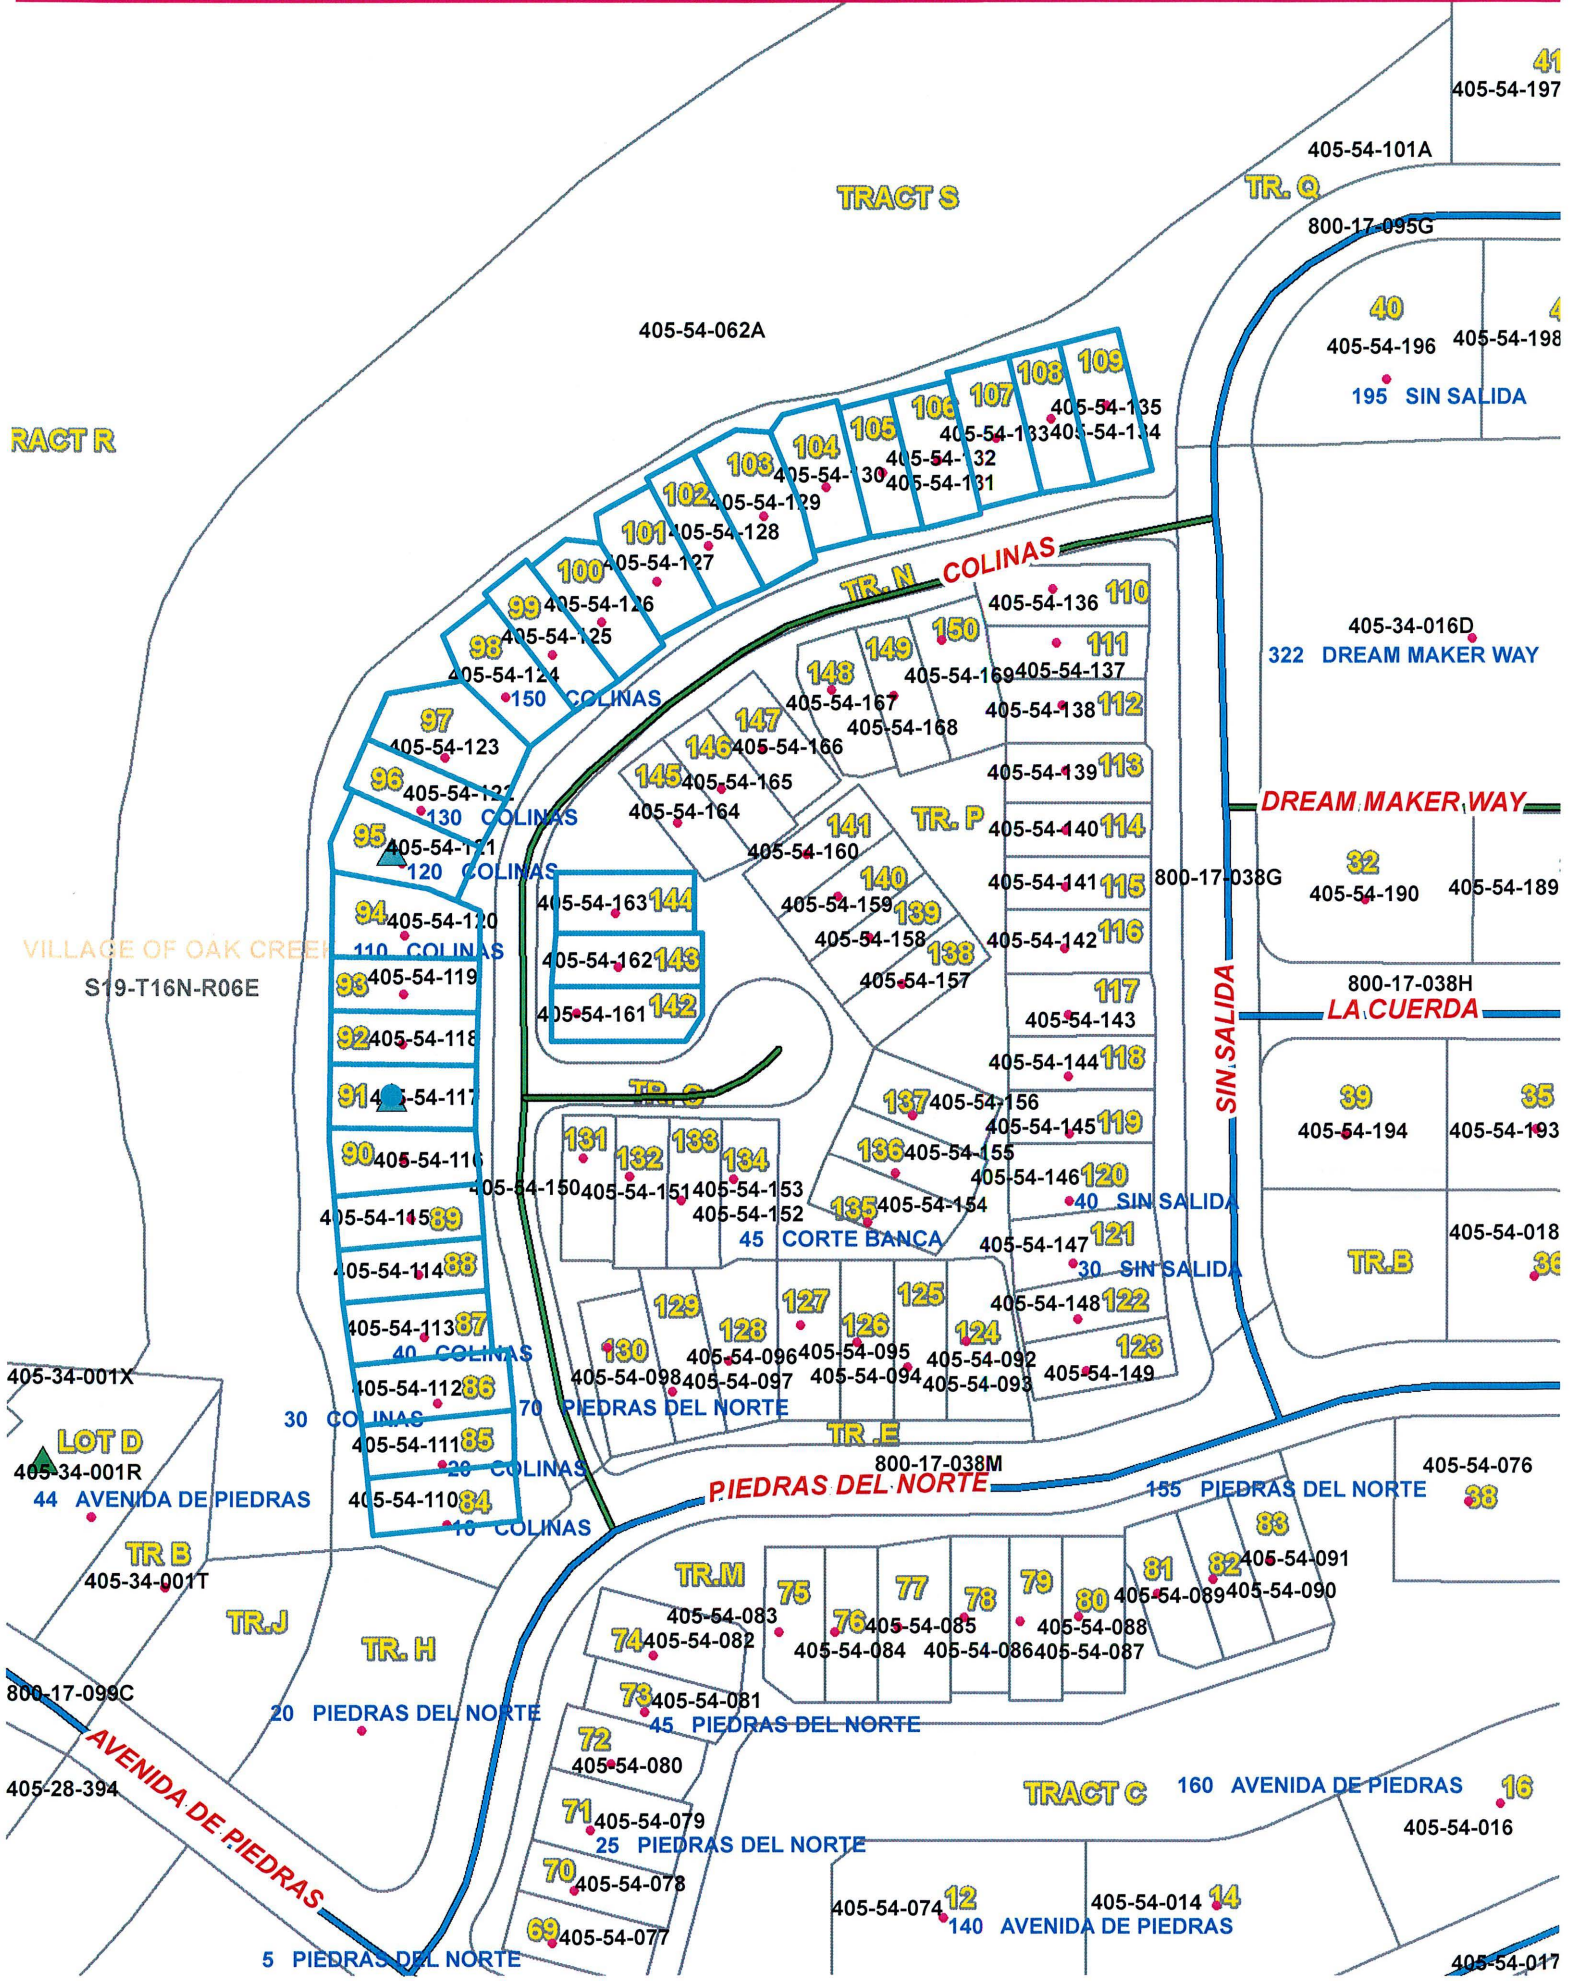 41
405-54-197
405-54-101A
TR. Q
TRACT S
800-17-095G
40
405-54-196
405-54-198
195 SIN SALIDA
405-54-062A
RACT R
109
108
107
106
105
104
103
102
101
100
99
98
405-54-135
405-54-134
405-54-133
405-54-132
405-54-131
405-54-130
405-54-129
405-54-128
405-54-127
405-54-126
405-54-125
405-54-124
150 COLINAS
TR. N
COLINAS
405-54-136 110
111
405-54-137
405-54-138 112
405-54-139 113
405-54-140 114
405-54-141 115
405-54-142 116
117
405-54-143
405-54-144 118
405-54-145 119
405-54-146 120
40 SIN SALIDA
405-54-147 121
30 SIN SALIDA
405-54-148 122
123
405-54-149
150
405-54-169
149
405-54-168
148
405-54-167
147
405-54-166
146
405-54-165
145
405-54-164
405-34-016D
322 DREAM MAKER WAY
97
405-54-123
96
405-54-122
130 COLINAS
95
405-54-121
120 COLINAS
94
405-54-120
110 COLINAS
VILLAGE OF OAK CREEK
S19-T16N-R06E
93 405-54-119
92 405-54-118
91 405-54-117
90 405-54-116
405-54-115 89
405-54-114 88
405-54-113 87
40 COLINAS
405-54-112 86
30 COLINAS
405-54-111 85
20 COLINAS
405-54-110 84
10 COLINAS
405-54-163 144
405-54-162 143
405-54-161 142
TR. P
141
405-54-160
140
405-54-159
139
405-54-158
138
405-54-157
137 405-54-156
136 405-54-155
135 405-54-154
TR. O
131
132
133
134
405-54-150
405-54-151
405-54-153
405-54-152
45 CORTE BANCA
DREAM MAKER WAY
800-17-038G
32
405-54-190
405-54-189
800-17-038H
LA CUERDA
SIN SALIDA
39
405-54-194
35
405-54-193
405-54-018
TR.B
36
130
129
128
127
126
125
124
405-54-098
405-54-097
405-54-096
405-54-095
405-54-094
405-54-092
405-54-093
70 PIEDRAS DEL NORTE
TR .E
800-17-038M
PIEDRAS DEL NORTE
155 PIEDRAS DEL NORTE
405-54-076
38
405-34-001X
LOT D
405-34-001R
44 AVENIDA DE PIEDRAS
TR B
405-34-001T
TR.J
TR. H
20 PIEDRAS DEL NORTE
800-17-099C
AVENIDA DE PIEDRAS
405-28-394
5 PIEDRAS DEL NORTE
TR.M
75
76
77
78
79
80
81
82
83
405-54-083
405-54-084
405-54-085
405-54-086
405-54-088
405-54-087
405-54-089
405-54-090
405-54-091
74 405-54-082
73 405-54-081
45 PIEDRAS DEL NORTE
72
405-54-080
71 405-54-079
25 PIEDRAS DEL NORTE
70 405-54-078
69 405-54-077
TRACT C
160 AVENIDA DE PIEDRAS
16
405-54-016
405-54-074 12
405-54-014 14
140 AVENIDA DE PIEDRAS
405-54-017